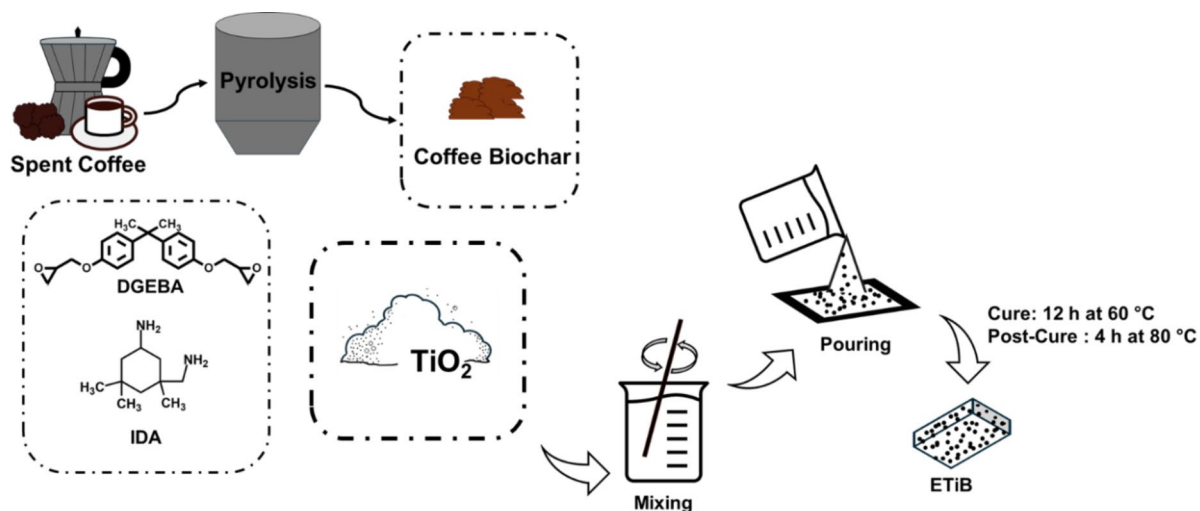 Spent Coffee
Pyrolysis
Coffee Biochar
H₃C CH₃
O O O O
DGEBA
NH₂
NH₂
H₃C
CH₃ CH₃
IDA
TiO₂
Mixing
Pouring
Cure: 12 h at 60 °C
Post-Cure : 4 h at 80 °C
ETiB